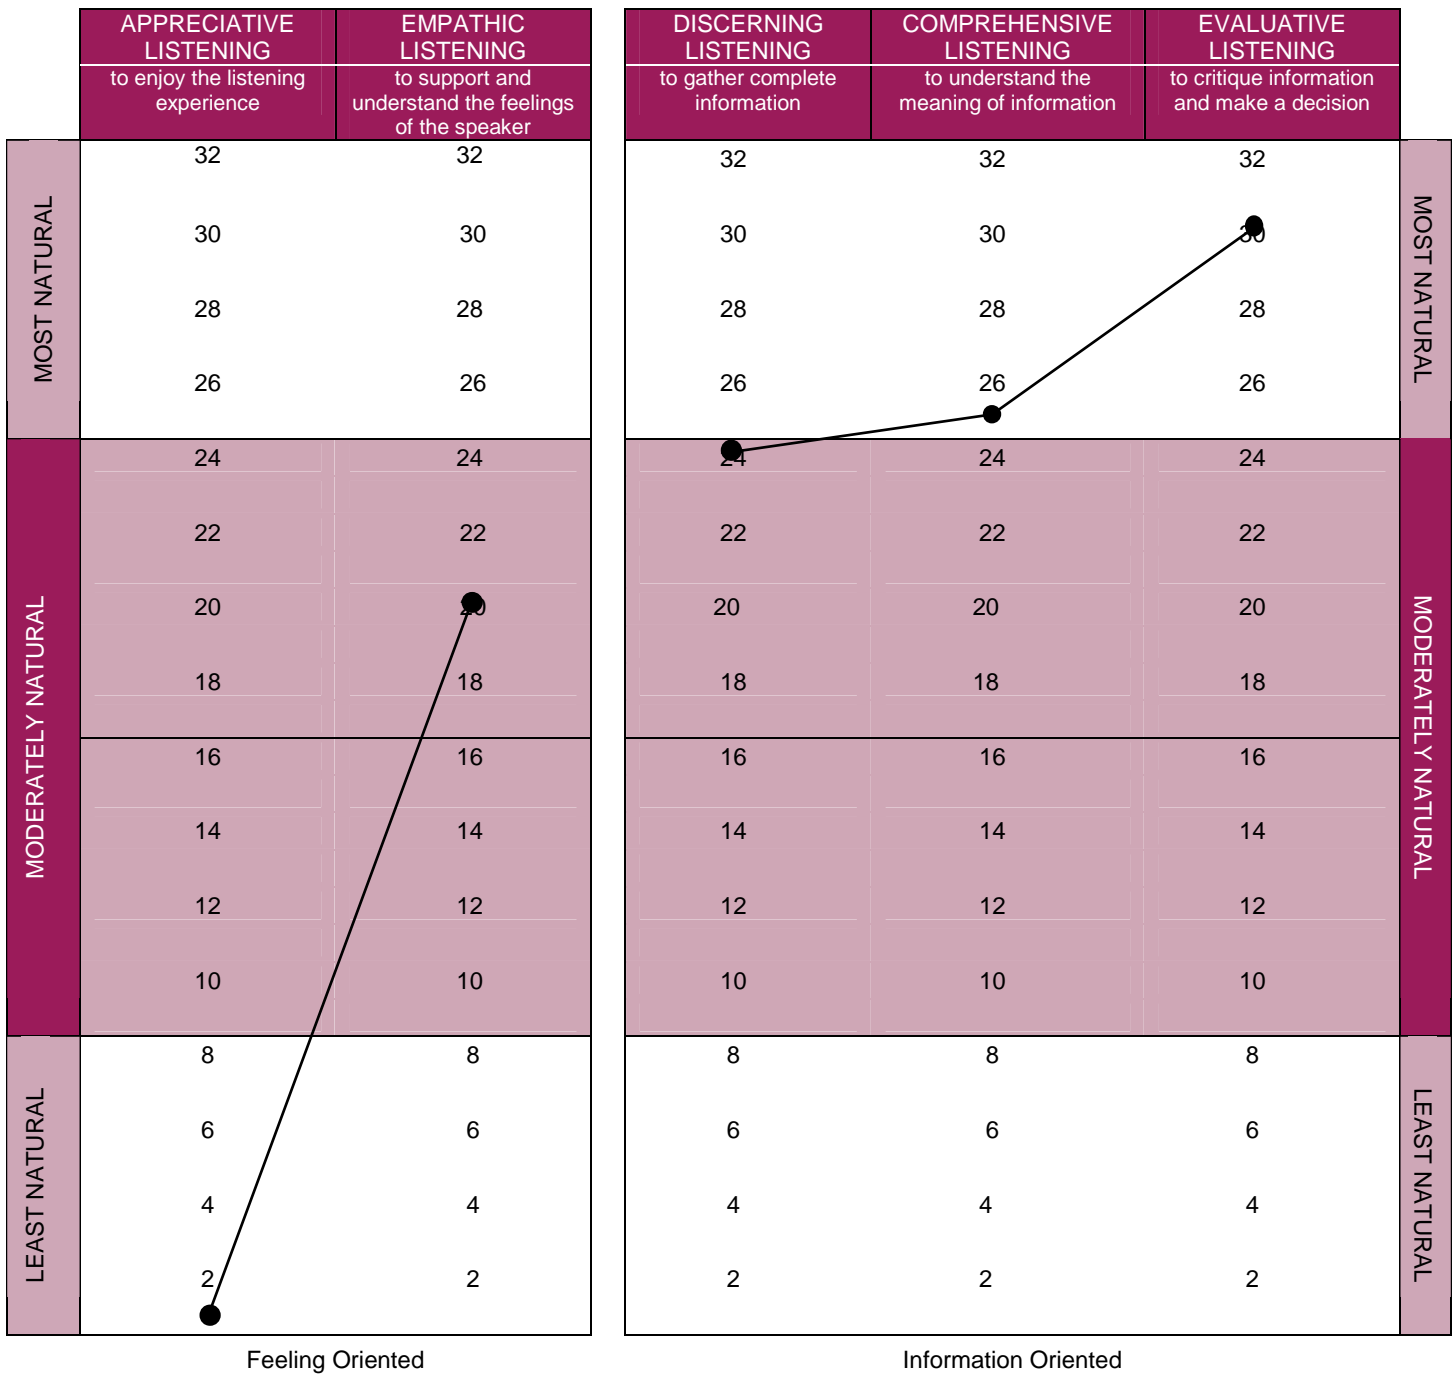 APPRECIATIVE LISTENING
to enjoy the listening experience
EMPATHIC LISTENING
to support and understand the feelings of the speaker
DISCERNING LISTENING
to gather complete information
COMPREHENSIVE LISTENING
to understand the meaning of information
EVALUATIVE LISTENING
to critique information and make a decision
MOST NATURAL
32 32 32 32 32
30 30 30 30 30
28 28 28 28 28
26 26 26 26 26
MOST NATURAL
MODERATELY NATURAL
24 24 24 24 24
22 22 22 22 22
20 20 20 20 20
18 18 18 18 18
16 16 16 16 16
14 14 14 14 14
12 12 12 12 12
10 10 10 10 10
MODERATELY NATURAL
LEAST NATURAL
8 8 8 8 8
6 6 6 6 6
4 4 4 4 4
2 2 2 2 2
LEAST NATURAL
Feeling Oriented
Information Oriented